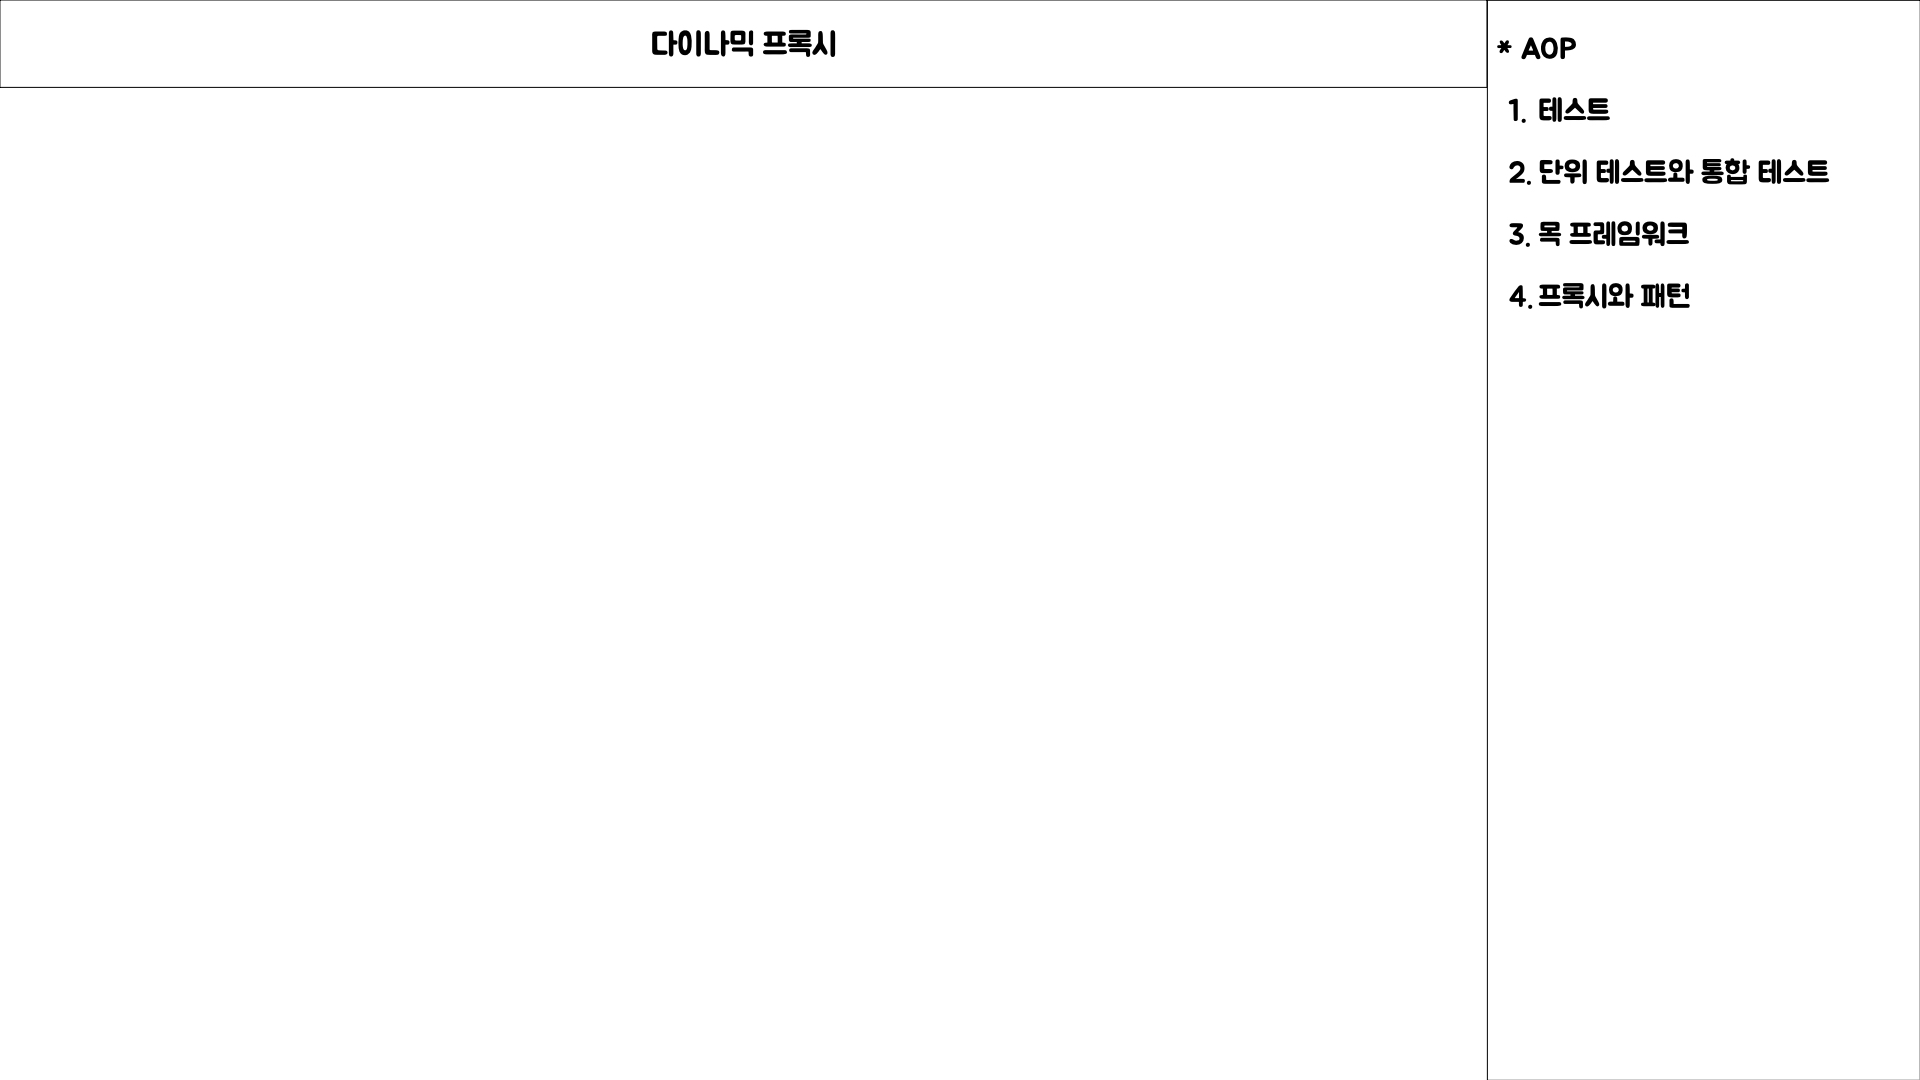 다이나믹 프록시
* AOP
1. 테스트
2. 단위 테스트와 통합 테스트
3. 목 프레임워크
4. 프록시와 패턴